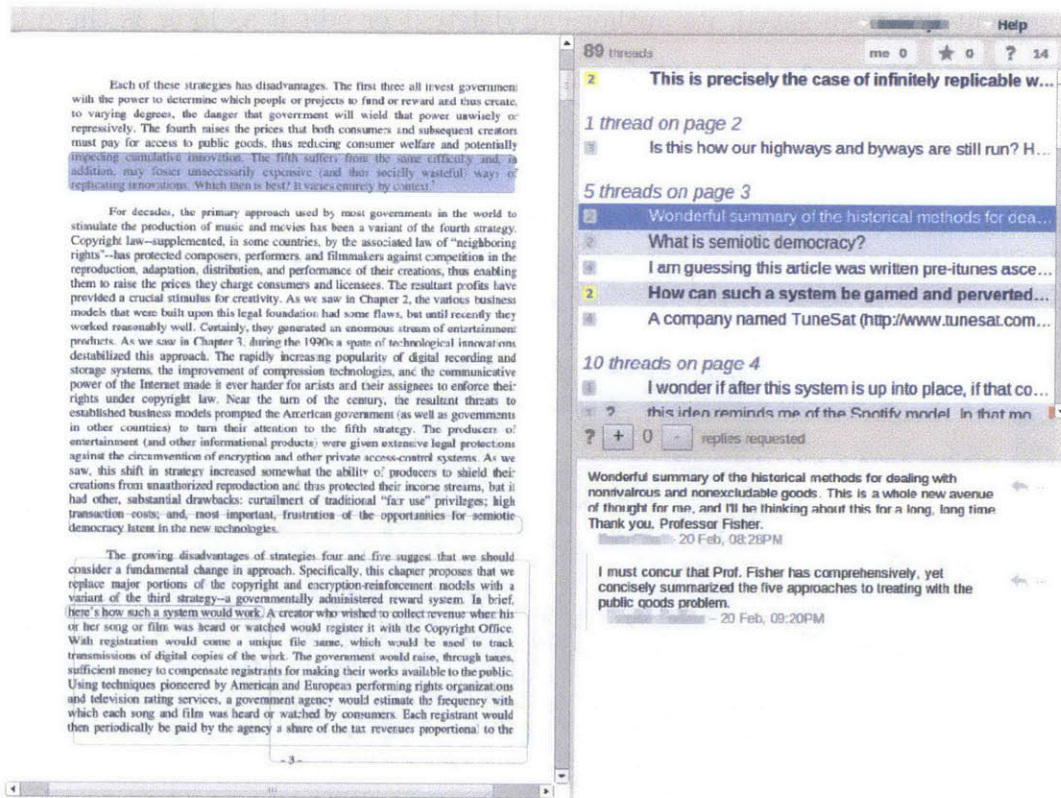 Help
Each of these strategies has disadvantages. The first three all invest government
with the power to determine which people or projects to fund or reward and thus create,
to varying degrees, the danger that government will wield that power unwisely or
repressively. The fourth raises the prices that both consumers and subsequent creators
must pay for access to public goods, thus reducing consumer welfare and potentially
impeding cumulative innovation. The fifth suffers from the same difficulty and, in
addition, may foster unnecessarily expensive (and thus socially wasteful) ways of
replicating innovations. Which then is best? It varies entirely by context.
For decades, the primary approach used by most governments in the world to
stimulate the production of music and movies has been a variant of the fourth strategy.
Copyright law--supplemented, in some countries, by the associated law of "neighboring
rights"--has protected composers, performers, and filmmakers against competition in the
reproduction, adaptation, distribution, and performance of their creations, thus enabling
them to raise the prices they charge consumers and licensees. The resultant profits have
provided a crucial stimulus for creativity. As we saw in Chapter 2, the various business
models that were built upon this legal foundation had some flaws, but until recently they
worked reasonably well. Certainly, they generated an enormous stream of entertainment
products. As we saw in Chapter 3, during the 1990s a spate of technological innovations
destabilized this approach. The rapidly increasing popularity of digital recording and
storage systems, the improvement of compression technologies, and the communicative
power of the Internet made it ever harder for artists and their assignees to enforce their
rights under copyright law. Near the turn of the century, the resultant threats to
established business models prompted the American government (as well as governments
in other countries) to turn their attention to the fifth strategy. The producers of
entertainment (and other informational products) were given extensive legal protections
against the circumvention of encryption and other private access-control systems. As we
saw, this shift in strategy increased somewhat the ability of producers to shield their
creations from unauthorized reproduction and thus protected their income streams, but it
had other, substantial drawbacks: curtailment of traditional "fair use" privileges; high
transaction costs; and, most important, frustration of the opportunities for semiotic
democracy latent in the new technologies.
The growing disadvantages of strategies four and five suggest that we should
consider a fundamental change in approach. Specifically, this chapter proposes that we
replace major portions of the copyright and encryption-reinforcement models with a
variant of the third strategy--a governmentally administered reward system. In brief,
here's how such a system would work. A creator who wished to collect revenue when his
or her song or film was heard or watched would register it with the Copyright Office.
With registration would come a unique file name, which would be used to track
transmissions of digital copies of the work. The government would raise, through taxes,
sufficient money to compensate registrants for making their works available to the public.
Using techniques pioneered by American and European performing rights organizations
and television rating services, a government agency would estimate the frequency with
which each song and film was heard or watched by consumers. Each registrant would
then periodically be paid by the agency a share of the tax revenues proportional to the
- 3 -
89 threads me 0 ★ 0 ? 14
2 This is precisely the case of infinitely replicable w...
1 thread on page 2
3 Is this how our highways and byways are still run? H...
5 threads on page 3
2 Wonderful summary of the historical methods for dea...
2 What is semiotic democracy?
4 I am guessing this article was written pre-itunes asce...
2 How can such a system be gamed and perverted...
4 A company named TuneSat (http://www.tunesat.com...
10 threads on page 4
1 I wonder if after this system is up into place, if that co...
1 ? this idea reminds me of the Spotify model. In that mo
? + 0 - replies requested
Wonderful summary of the historical methods for dealing with
nonrivalrous and nonexcludable goods. This is a whole new avenue
of thought for me, and I'll be thinking about this for a long, long time
Thank you, Professor Fisher.
- 20 Feb, 08:28PM
I must concur that Prof. Fisher has comprehensively, yet
concisely summarized the five approaches to treating with the
public goods problem.
- 20 Feb, 09:20PM